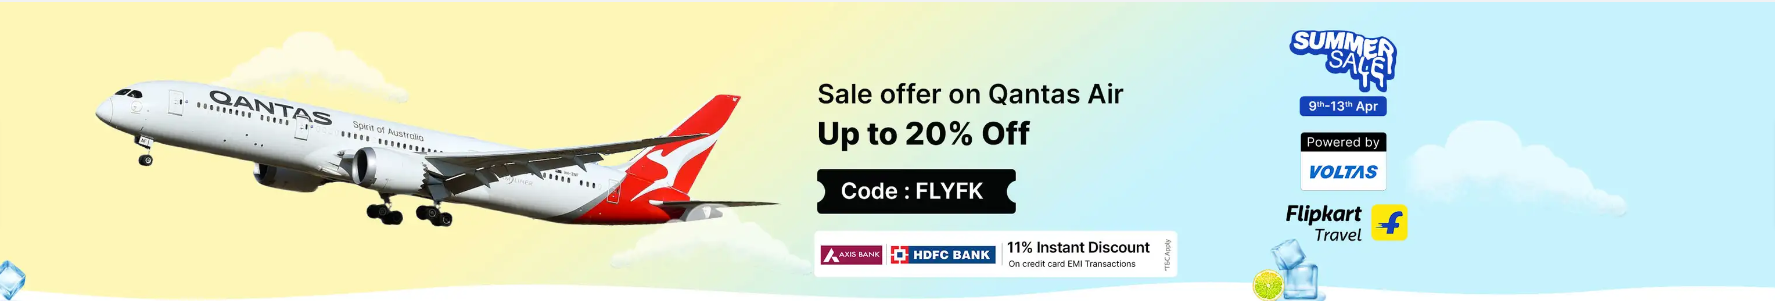 QANTAS
Spirit of Australia
Sale offer on Qantas Air
Up to 20% Off
Code : FLYFK
AXIS BANK
HDFC BANK
11% Instant Discount
On credit card EMI Transactions
*T&C Apply
SUMMER
SALE
9th-13th Apr
Powered by
VOLTAS
Flipkart
Travel